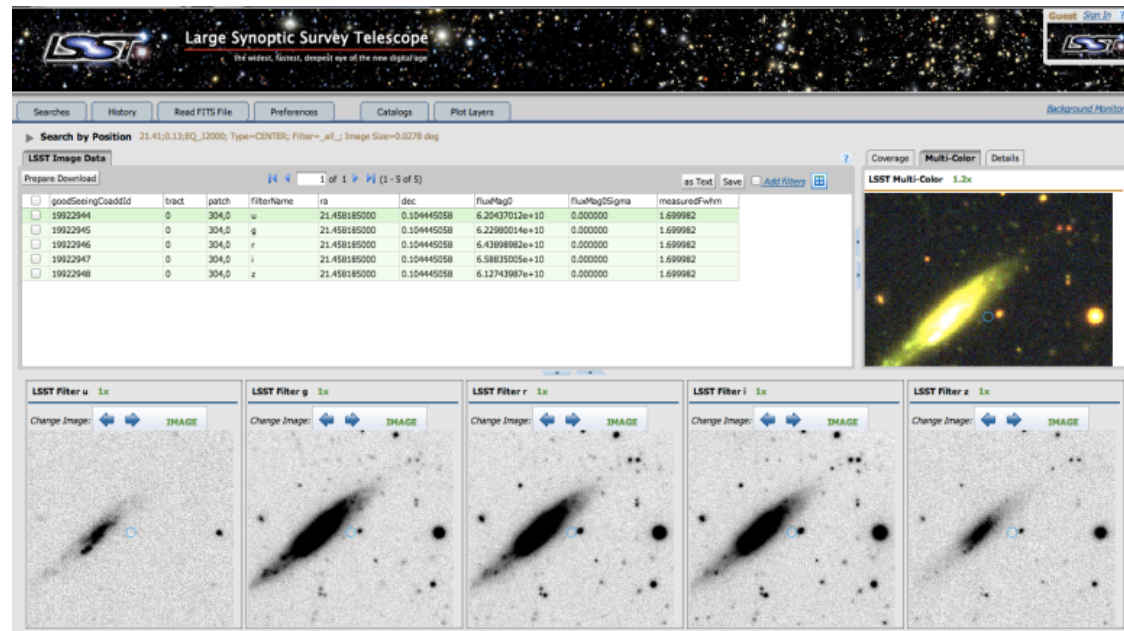 Guest Sign In ?
LSST
Large Synoptic Survey Telescope
the widest, fastest, deepest eye of the new digital age
LSST
Searches History Read FITS File Preferences Catalogs Plot Layers
Background Monitor
Search by Position 21.41;0.13;EQ_J2000; Type=CENTER; Filter=_all_; Image Size=0.0278 deg
LSST Image Data ? Coverage Multi-Color Details
Prepare Download 1 of 1 (1 - 5 of 5) as Text Save Add filters
LSST Multi-Color 1.2x
goodSeeingCoaddId tract patch filterName ra dec fluxMag0 fluxMag0Sigma measuredFwhm
19922944 0 304,0 u 21.458185000 0.104445058 6.20437012e+10 0.000000 1.699982
19922945 0 304,0 g 21.458185000 0.104445058 6.22980014e+10 0.000000 1.699982
19922946 0 304,0 r 21.458185000 0.104445058 6.43898982e+10 0.000000 1.699982
19922947 0 304,0 i 21.458185000 0.104445058 6.58835005e+10 0.000000 1.699982
19922948 0 304,0 z 21.458185000 0.104445058 6.12743987e+10 0.000000 1.699982
LSST Filter u 1x LSST Filter g 1x LSST Filter r 1x LSST Filter i 1x LSST Filter z 1x
Change Image: IMAGE Change Image: IMAGE Change Image: IMAGE Change Image: IMAGE Change Image: IMAGE